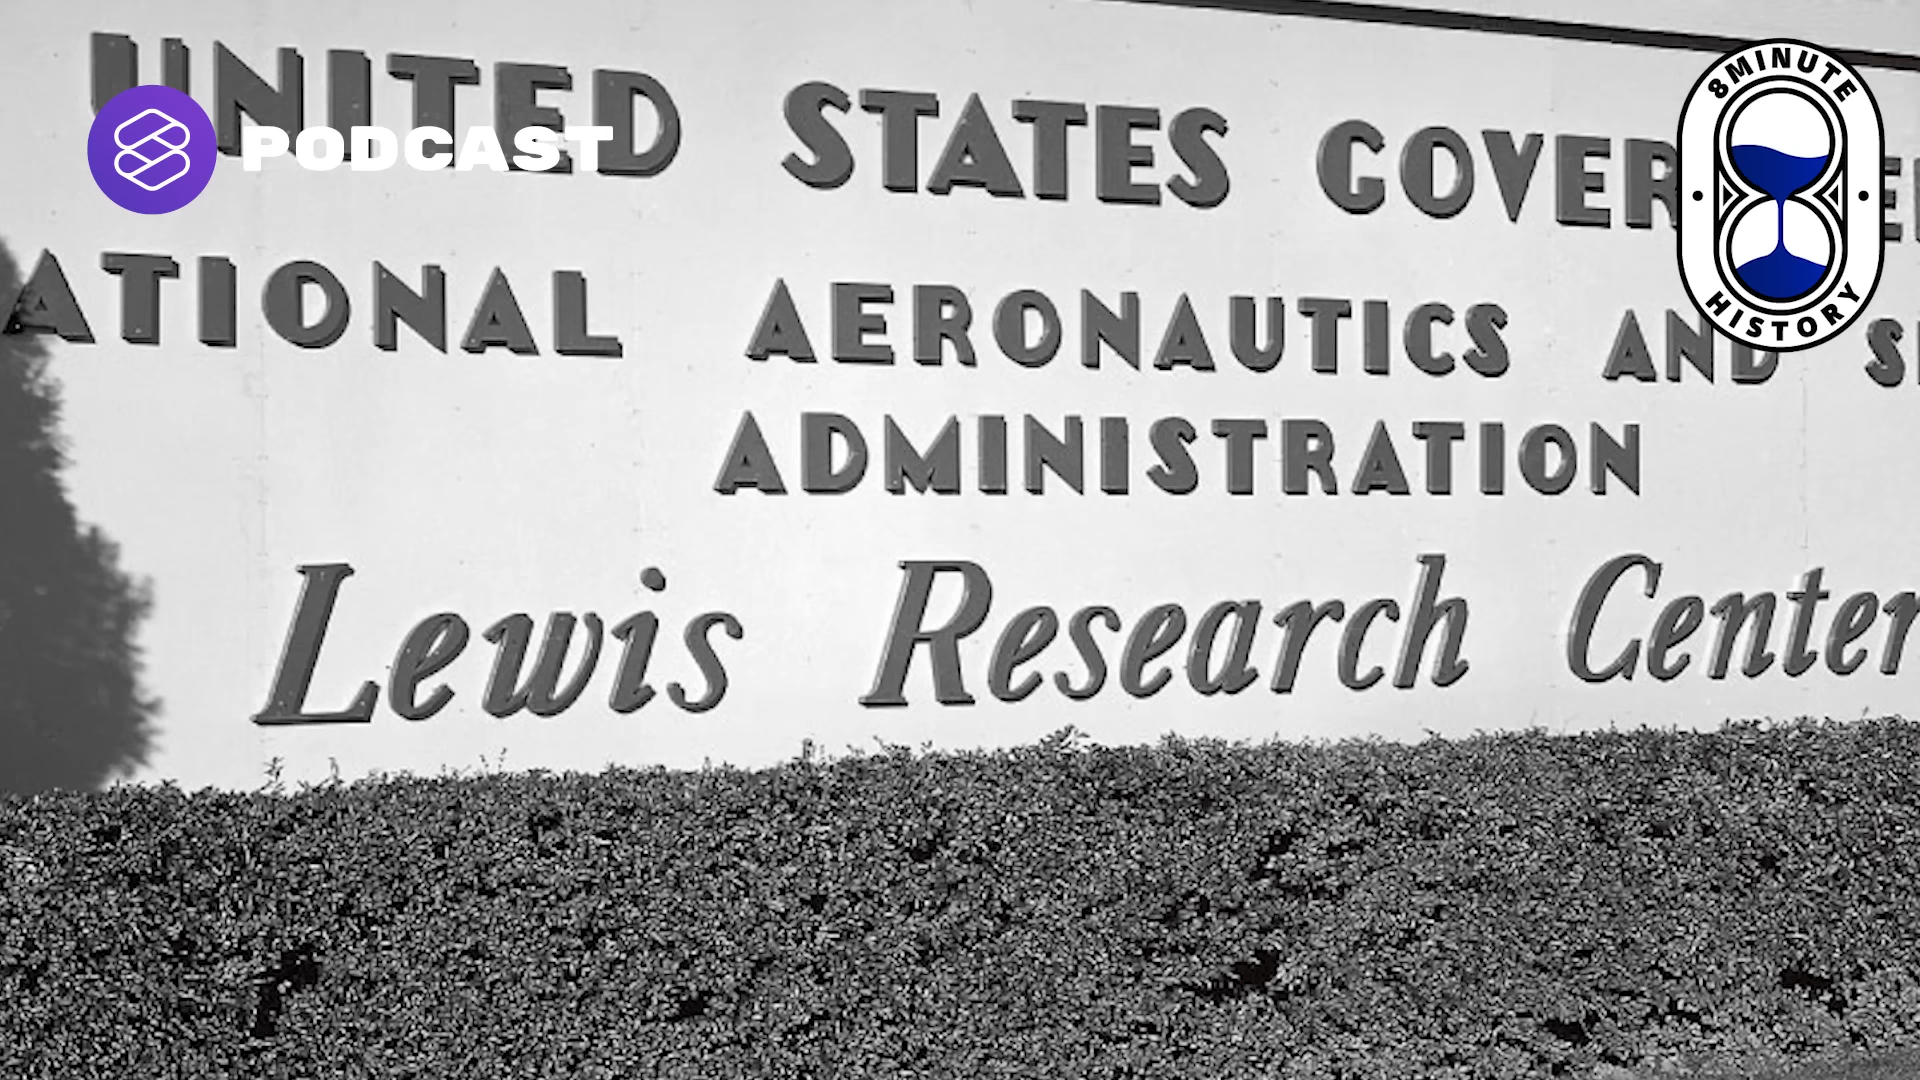 UNITED STATES GOVER
PODCAST
8MINUTE
HISTORY
ATIONAL AERONAUTICS AND S
ADMINISTRATION
Lewis Research Center